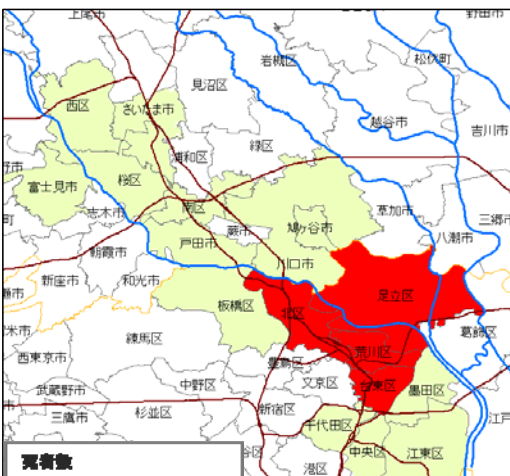 上尾市
野田市
岩槻区
松伏町
見沼区
西区
さいたま市
越谷市
吉川市
浦和区
緑区
桜区
富士見市
南区
志木市
蕨市
鳩ヶ谷市
草加市
三郷市
八潮市
戸田市
朝霞市
川口市
新座市
和光市
足立区
板橋区
北区
葛飾区
練馬区
荒川区
西東京市
豊島区
台東区
墨田区
中野区
文京区
武蔵野市
新宿区
杉並区
三鷹市
千代田区
江戸
中央区
江東区
港区
死者数